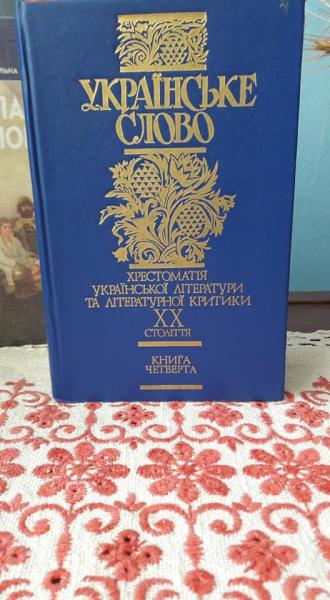 УКРАЇНСЬКЕ
СЛОВО
ХРЕСТОМАТІЯ
УКРАЇНСЬКОЇ ЛІТЕРАТУРИ
ТА ЛІТЕРАТУРНОЇ КРИТИКИ
XX
СТОЛІТТЯ
КНИГА
ЧЕТВЕРТА